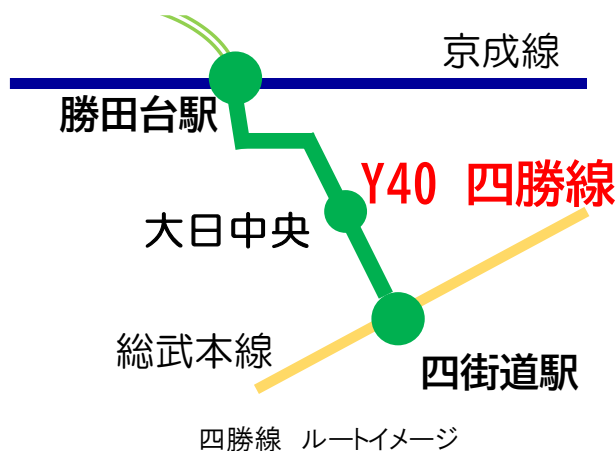 京成線
勝田台駅
Y40 四勝線
大日中央
総武本線
四街道駅
四勝線 ルートイメージ